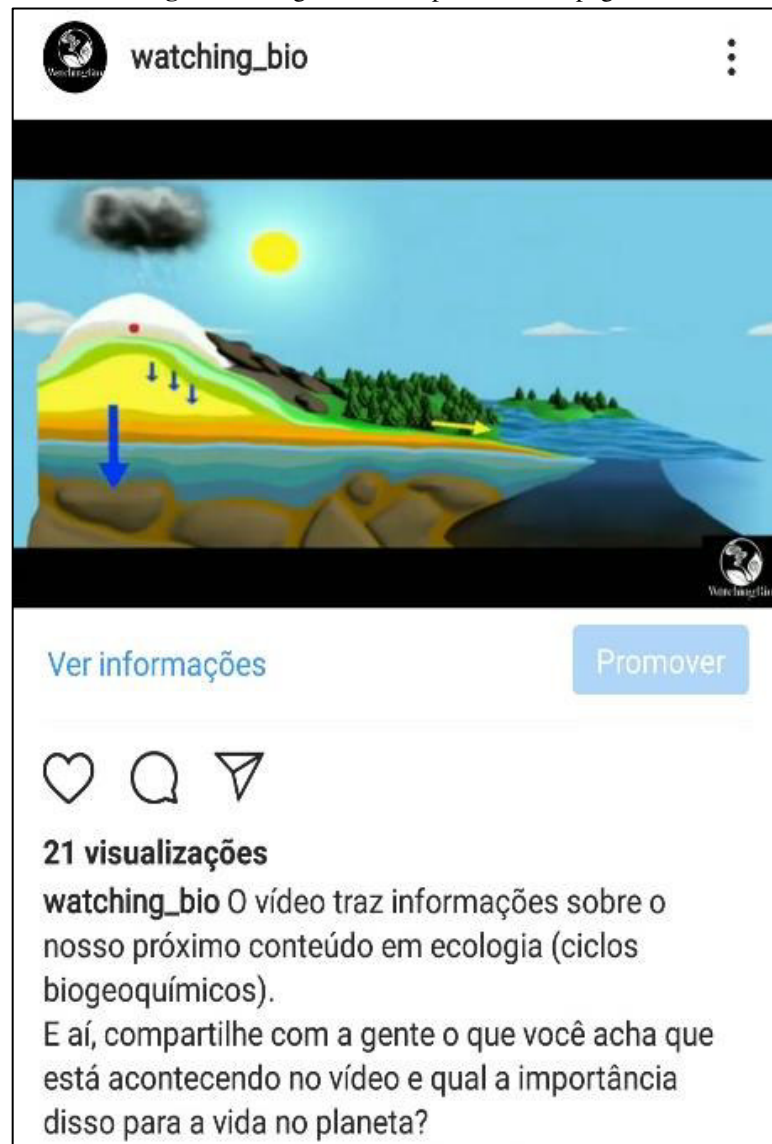 watching_bio
WatchingBio
Ver informações
Promover
21 visualizações
watching_bio O vídeo traz informações sobre o
nosso próximo conteúdo em ecologia (ciclos
biogeoquímicos).
E aí, compartilhe com a gente o que você acha que
está acontecendo no vídeo e qual a importância
disso para a vida no planeta?